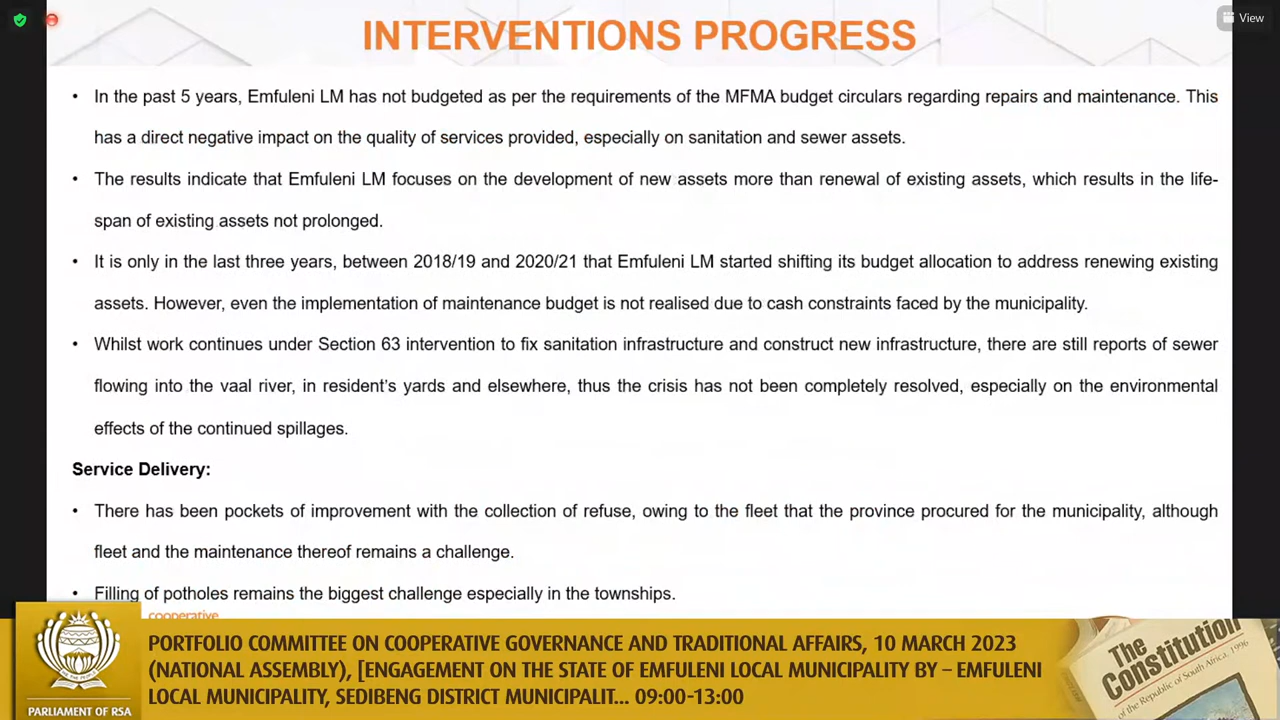 View
INTERVENTIONS PROGRESS
• In the past 5 years, Emfuleni LM has not budgeted as per the requirements of the MFMA budget circulars regarding repairs and maintenance. This
has a direct negative impact on the quality of services provided, especially on sanitation and sewer assets.
• The results indicate that Emfuleni LM focuses on the development of new assets more than renewal of existing assets, which results in the life-
span of existing assets not prolonged.
• It is only in the last three years, between 2018/19 and 2020/21 that Emfuleni LM started shifting its budget allocation to address renewing existing
assets. However, even the implementation of maintenance budget is not realised due to cash constraints faced by the municipality.
• Whilst work continues under Section 63 intervention to fix sanitation infrastructure and construct new infrastructure, there are still reports of sewer
flowing into the vaal river, in resident's yards and elsewhere, thus the crisis has not been completely resolved, especially on the environmental
effects of the continued spillages.
Service Delivery:
• There has been pockets of improvement with the collection of refuse, owing to the fleet that the province procured for the municipality, although
fleet and the maintenance thereof remains a challenge.
• Filling of potholes remains the biggest challenge especially in the townships.
cooperative
PORTFOLIO COMMITTEE ON COOPERATIVE GOVERNANCE AND TRADITIONAL AFFAIRS, 10 MARCH 2023
(NATIONAL ASSEMBLY), [ENGAGEMENT ON THE STATE OF EMFULENI LOCAL MUNICIPALITY BY – EMFULENI
LOCAL MUNICIPALITY, SEDIBENG DISTRICT MUNICIPALIT... 09:00-13:00
PARLIAMENT OF RSA
The
Constitution
of the Republic of South Africa, 1996